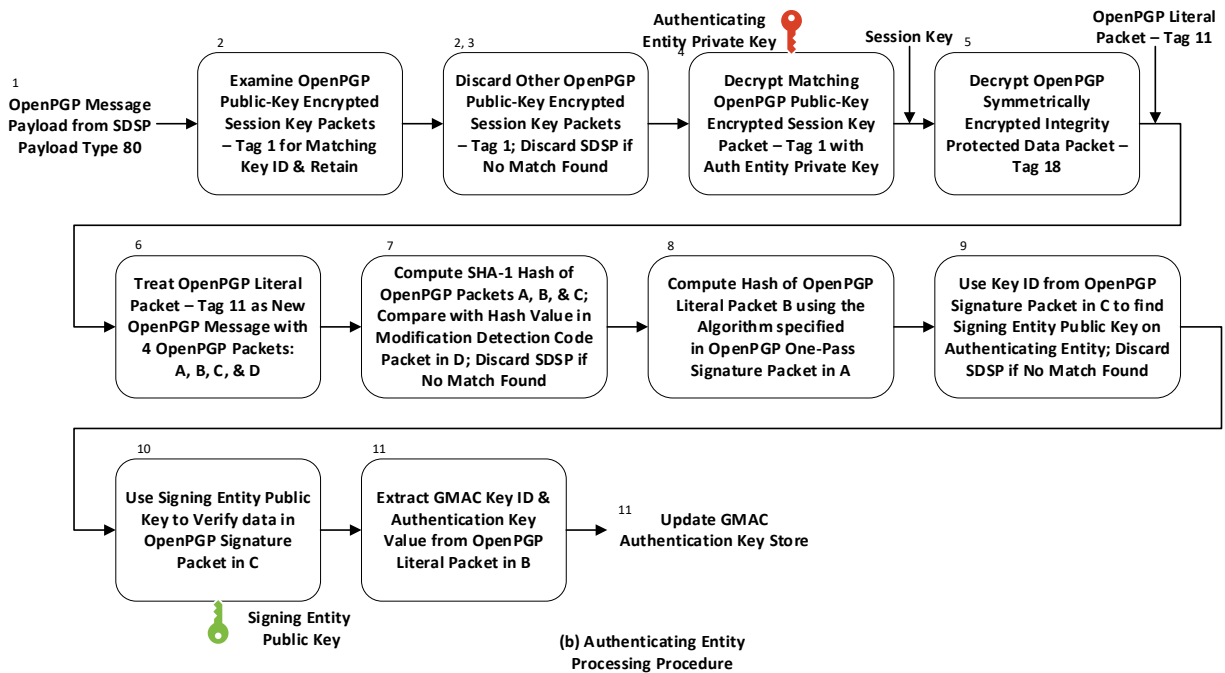 1
OpenPGP Message
Payload from SDSP
Payload Type 80
2
Examine OpenPGP
Public-Key Encrypted
Session Key Packets
– Tag 1 for Matching
Key ID & Retain
2, 3
Discard Other OpenPGP
Public-Key Encrypted
Session Key Packets
– Tag 1; Discard SDSP if
No Match Found
Authenticating
Entity Private Key
4
Decrypt Matching
OpenPGP Public-Key
Encrypted Session Key
Packet – Tag 1 with
Auth Entity Private Key
Session Key
5
Decrypt OpenPGP
Symmetrically
Encrypted Integrity
Protected Data Packet –
Tag 18
OpenPGP Literal
Packet – Tag 11
6
Treat OpenPGP Literal
Packet – Tag 11 as New
OpenPGP Message with
4 OpenPGP Packets:
A, B, C, & D
7
Compute SHA-1 Hash of
OpenPGP Packets A, B, & C;
Compare with Hash Value in
Modification Detection Code
Packet in D; Discard SDSP if
No Match Found
8
Compute Hash of OpenPGP
Literal Packet B using the
Algorithm specified
in OpenPGP One-Pass
Signature Packet in A
9
Use Key ID from OpenPGP
Signature Packet in C to find
Signing Entity Public Key on
Authenticating Entity; Discard
SDSP if No Match Found
10
Use Signing Entity Public
Key to Verify data in
OpenPGP Signature
Packet in C
Signing Entity
Public Key
11
Extract GMAC Key ID &
Authentication Key
Value from OpenPGP
Literal Packet in B
11
Update GMAC
Authentication Key Store
(b) Authenticating Entity
Processing Procedure